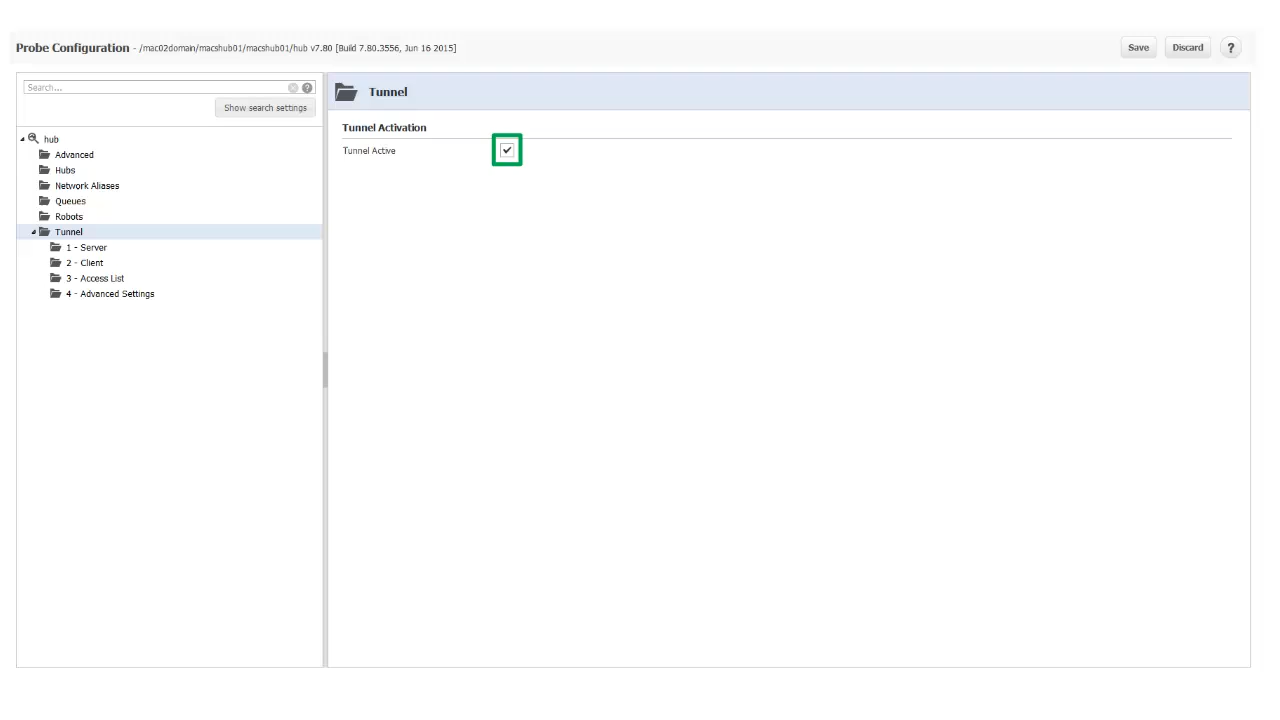 Probe Configuration - /mac02domain/macshub01/macshub01/hub v7.80 [Build 7.80.3556, Jun 16 2015]
Save
Discard
?
Search...
?
Show search settings
hub
Advanced
Hubs
Network Aliases
Queues
Robots
Tunnel
1 - Server
2 - Client
3 - Access List
4 - Advanced Settings
Tunnel
Tunnel Activation
Tunnel Active